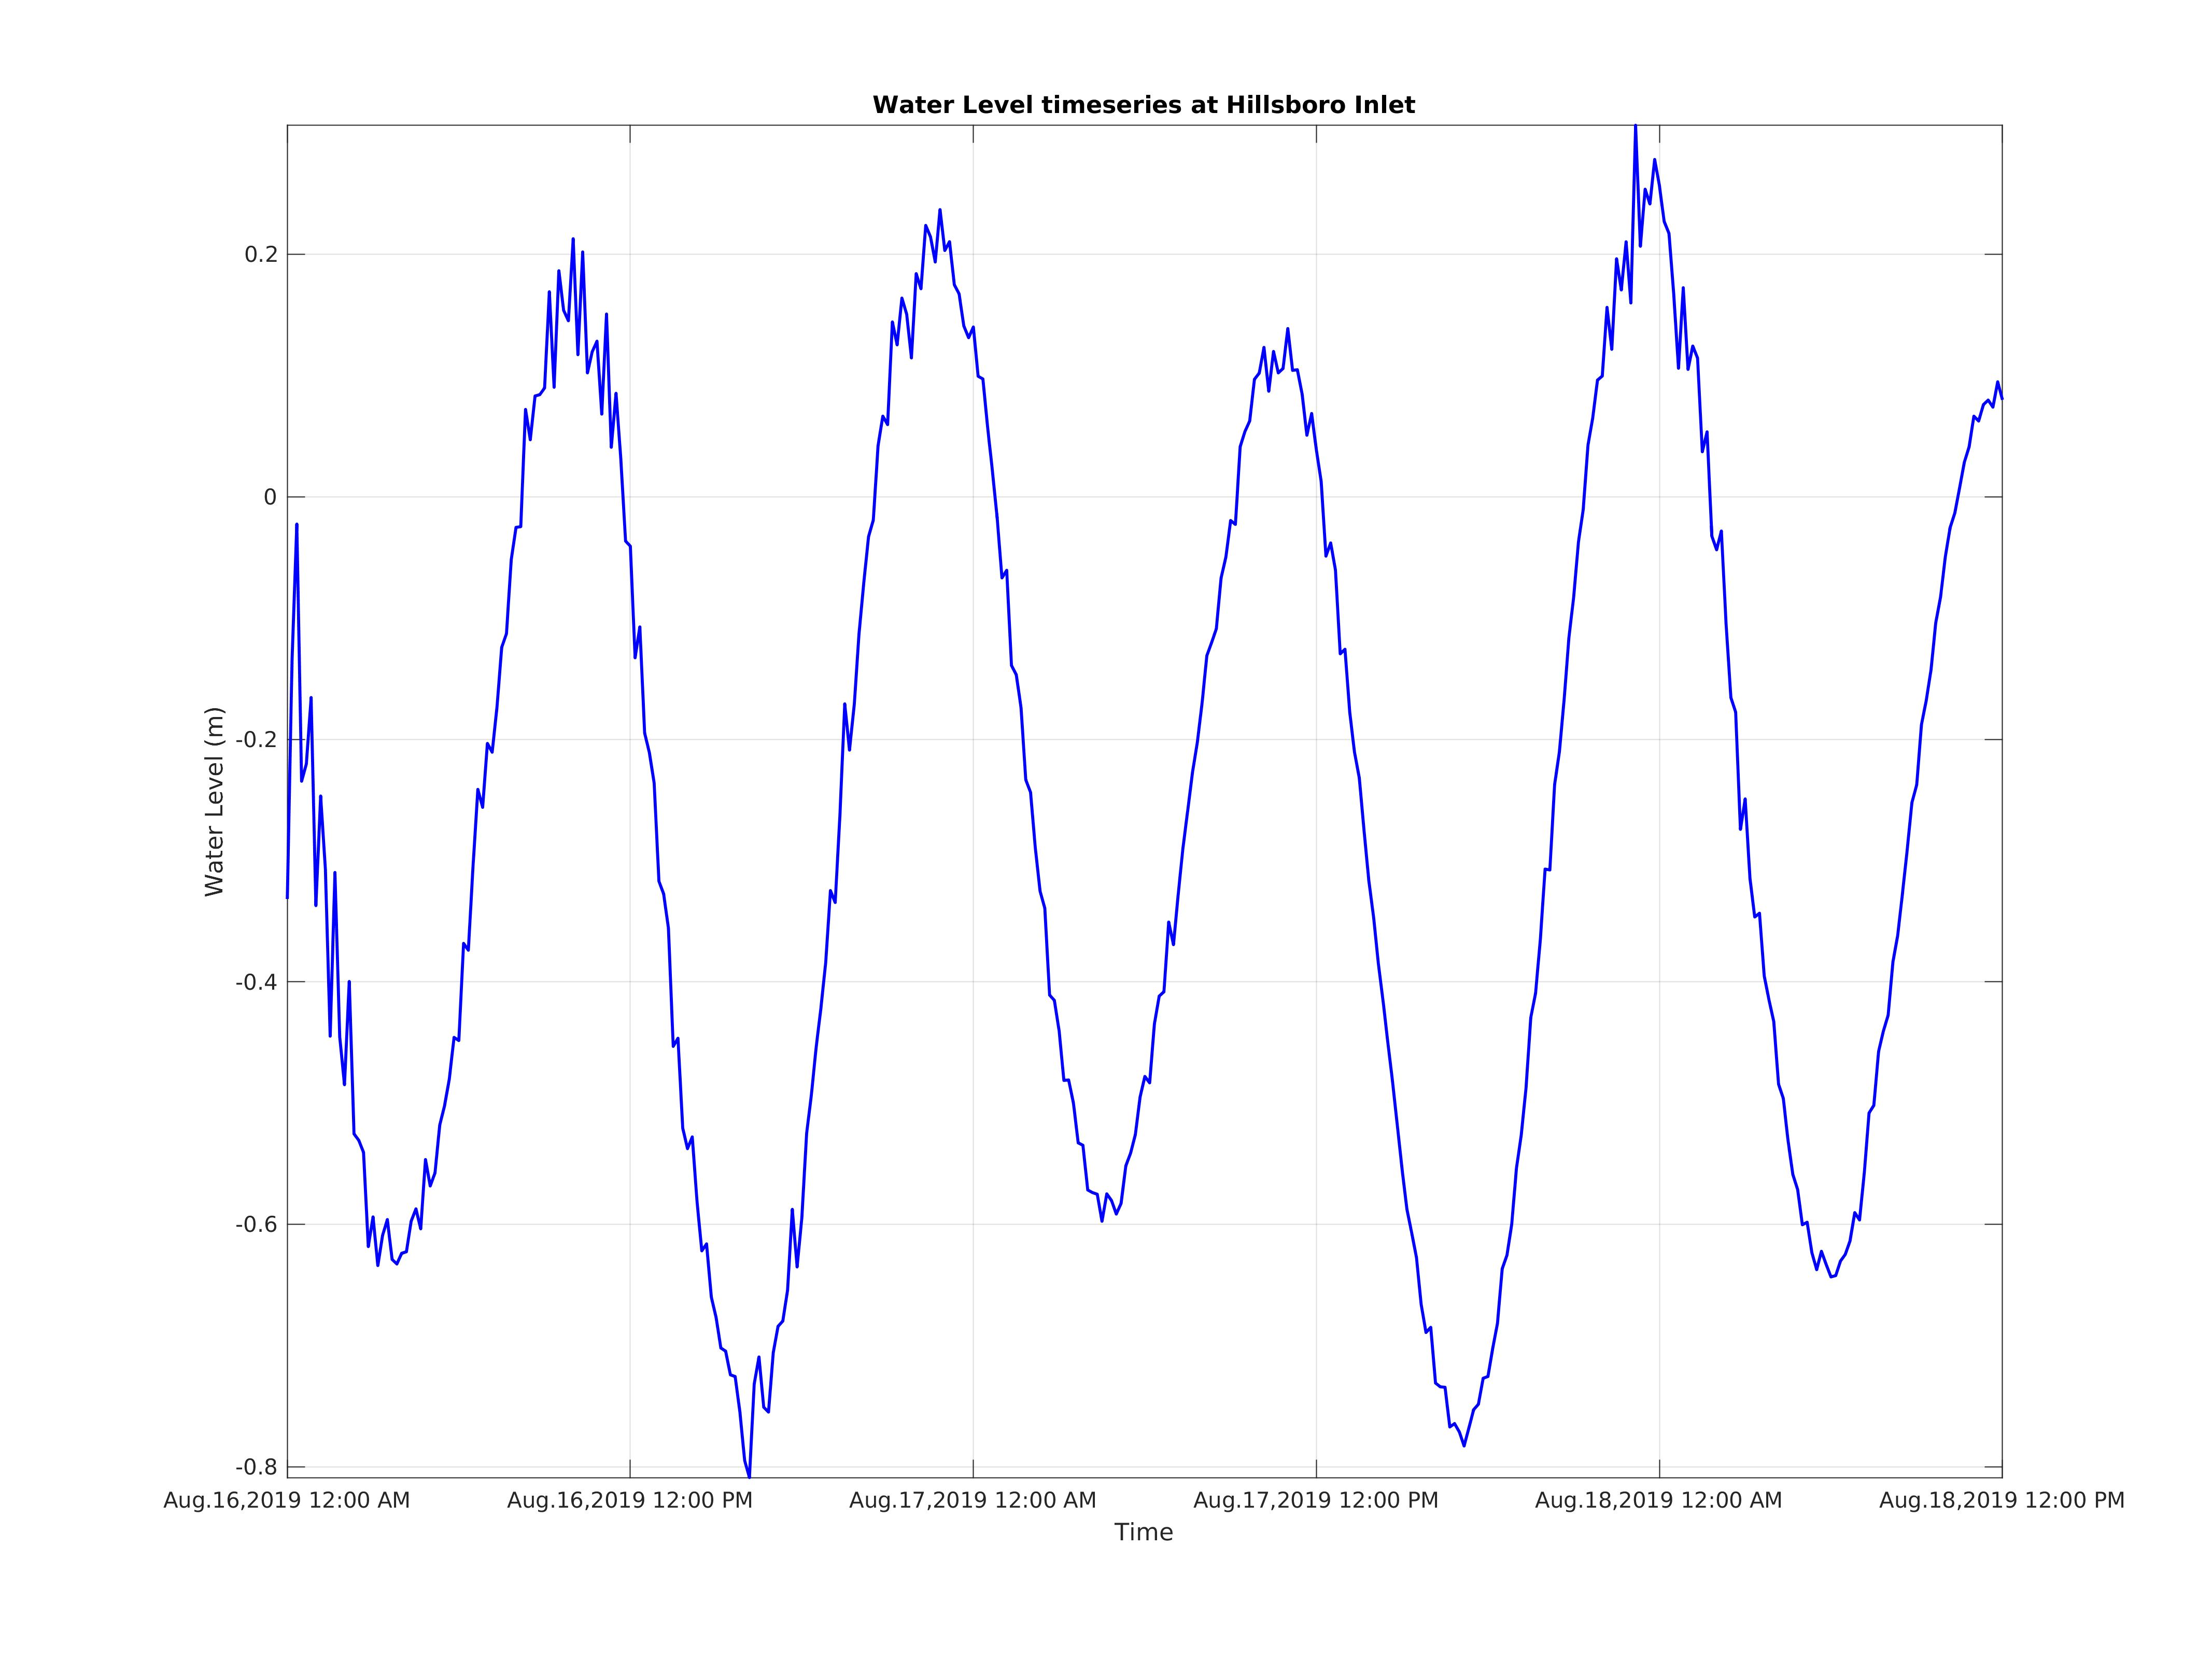 Water Level timeseries at Hillsboro Inlet
0.2
0
-0.2
-0.4
-0.6
-0.8
Water Level (m)
Aug.16,2019 12:00 AM
Aug.16,2019 12:00 PM
Aug.17,2019 12:00 AM
Aug.17,2019 12:00 PM
Aug.18,2019 12:00 AM
Aug.18,2019 12:00 PM
Time